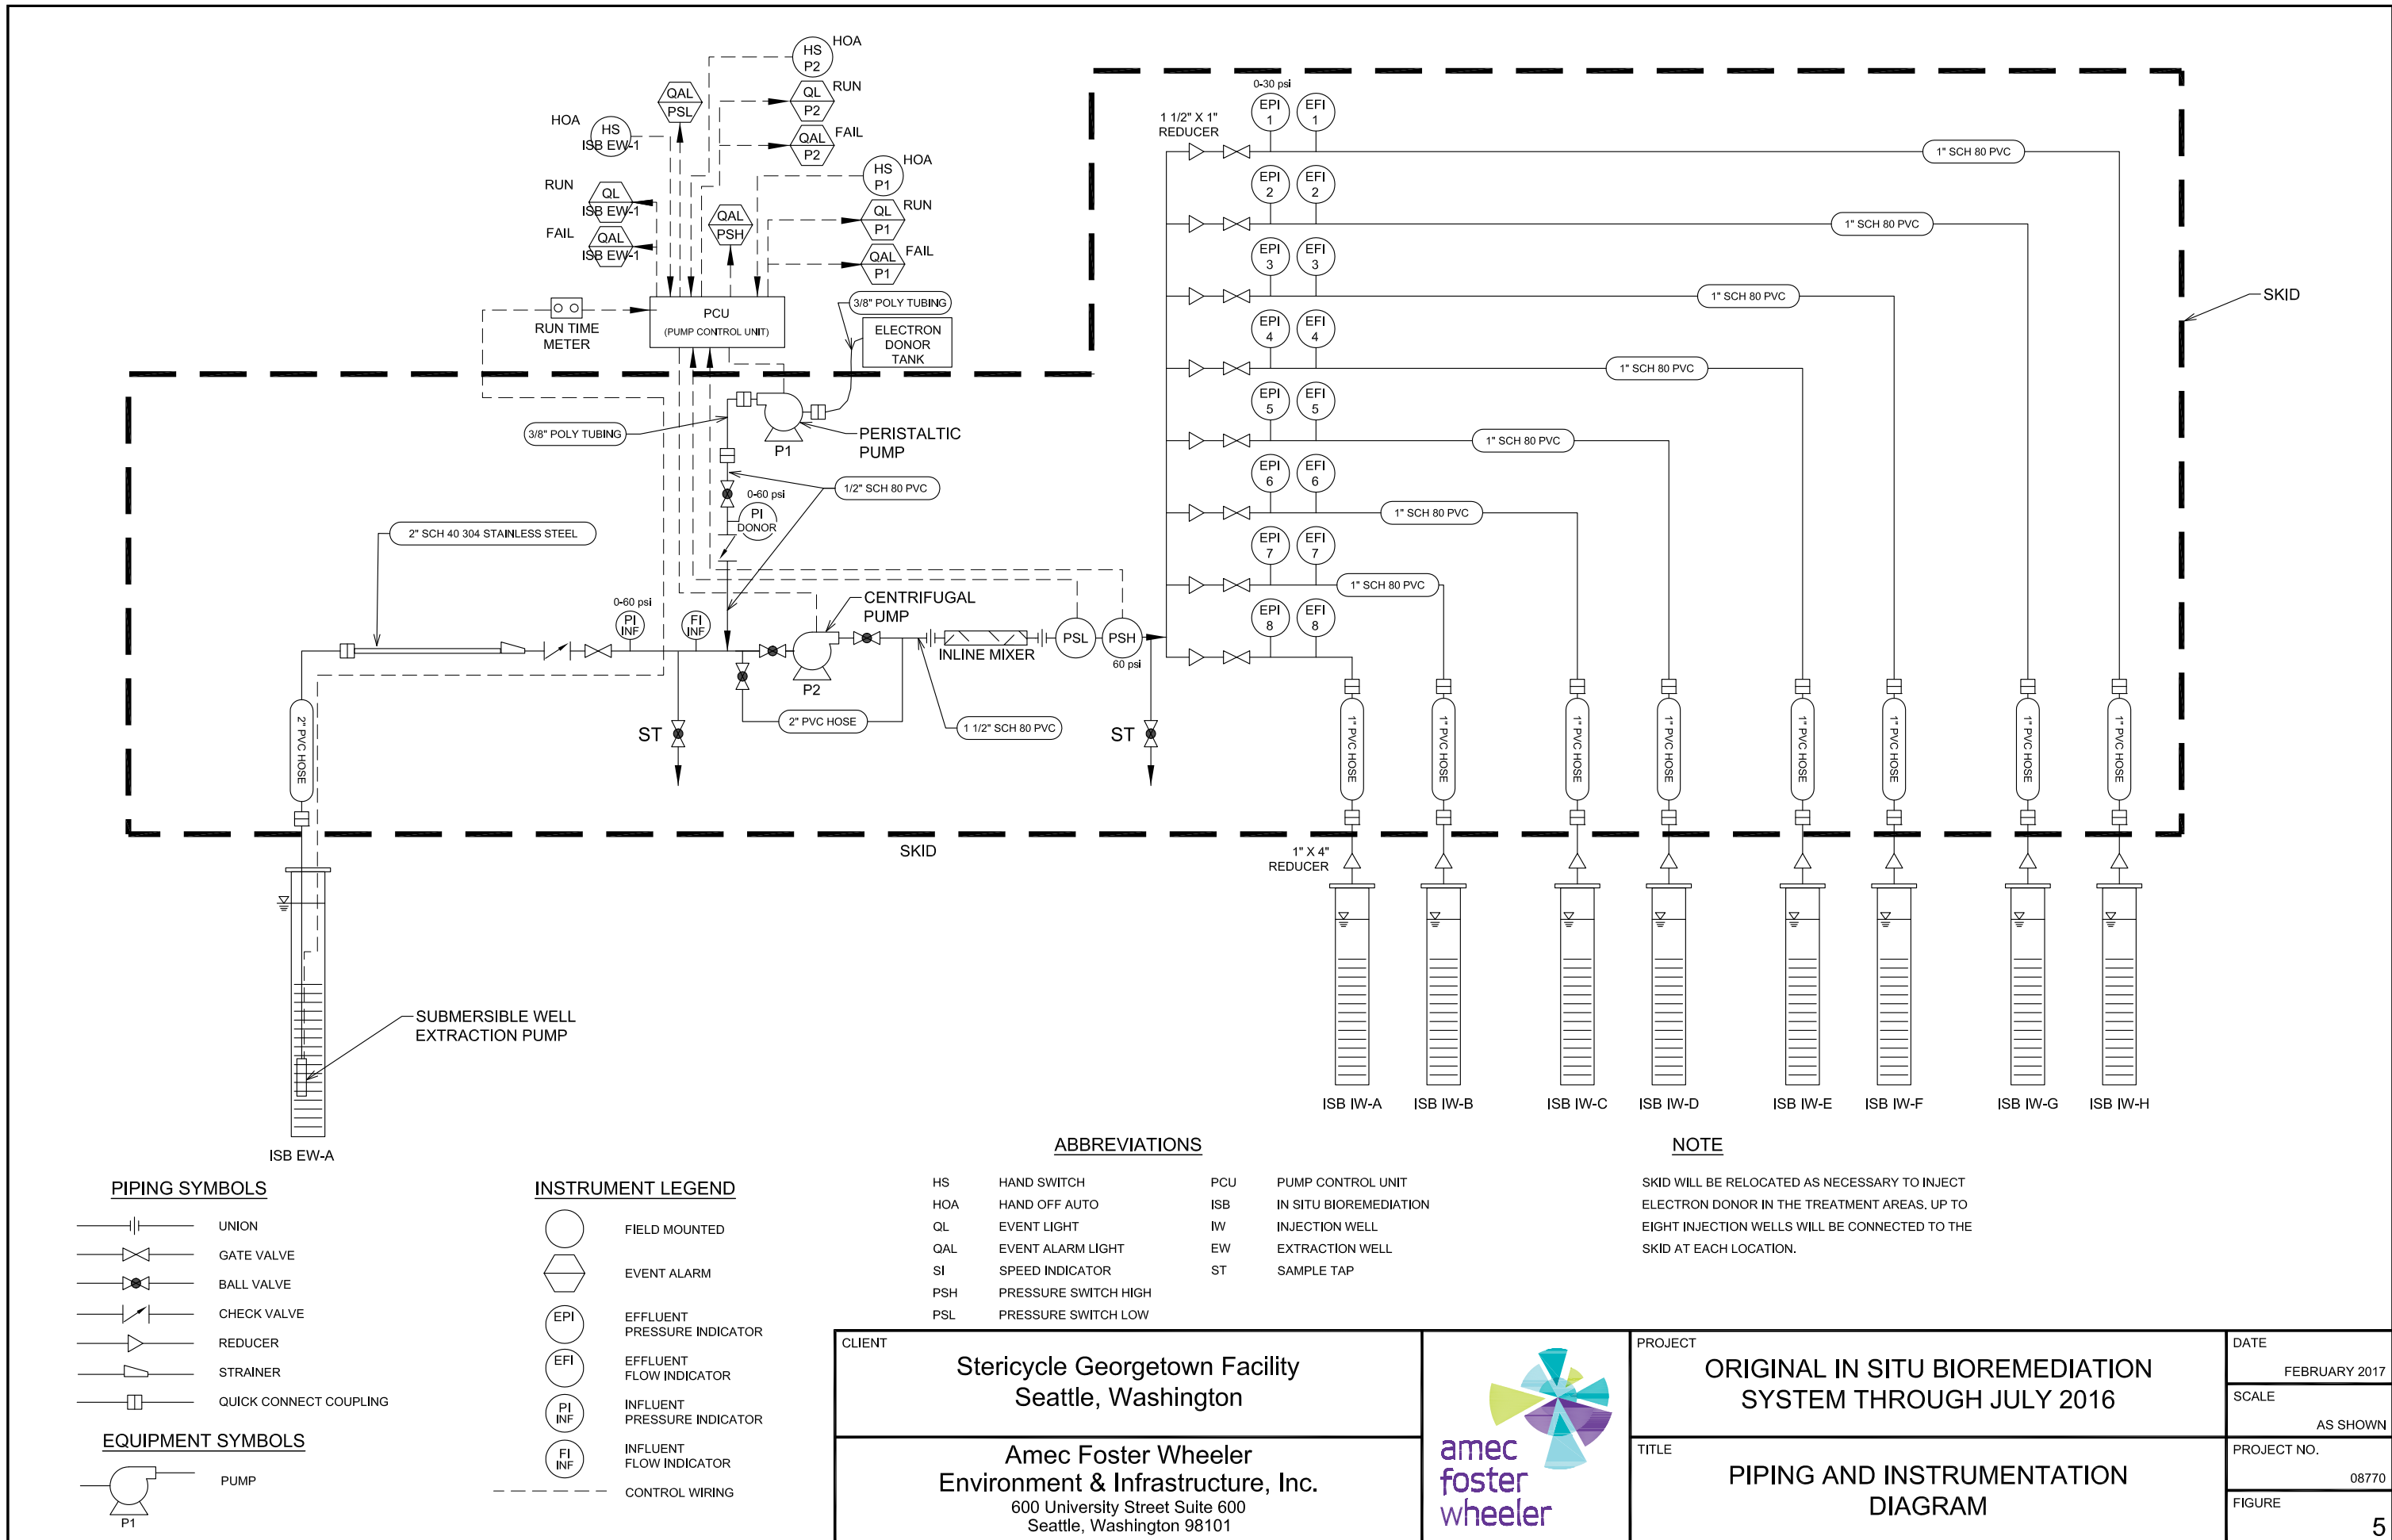 HS
P2
HOA
QL
P2
RUN
QAL
P2
FAIL
QAL
PSL
HOA
HS
ISB EW-1
RUN
QL
ISB EW-1
FAIL
QAL
ISB EW-1
HS
P1
HOA
QL
P1
RUN
QAL
P1
FAIL
QAL
PSH
RUN TIME
METER
PCU
(PUMP CONTROL UNIT)
3/8" POLY TUBING
ELECTRON
DONOR
TANK
3/8" POLY TUBING
P1
PERISTALTIC
PUMP
1/2" SCH 80 PVC
0-60 psi
PI
DONOR
2" SCH 40 304 STAINLESS STEEL
0-60 psi
PI
INF
FI
INF
CENTRIFUGAL
PUMP
P2
INLINE MIXER
PSL
PSH
60 psi
2" PVC HOSE
1 1/2" SCH 80 PVC
ST
ST
2" PVC HOSE
SKID
SKID
1 1/2" X 1"
REDUCER
0-30 psi
EPI
1
EFI
1
1" SCH 80 PVC
EPI
2
EFI
2
1" SCH 80 PVC
EPI
3
EFI
3
1" SCH 80 PVC
EPI
4
EFI
4
1" SCH 80 PVC
EPI
5
EFI
5
1" SCH 80 PVC
EPI
6
EFI
6
1" SCH 80 PVC
EPI
7
EFI
7
1" SCH 80 PVC
EPI
8
EFI
8
1" PVC HOSE
1" PVC HOSE
1" PVC HOSE
1" PVC HOSE
1" PVC HOSE
1" PVC HOSE
1" PVC HOSE
1" PVC HOSE
1" X 4"
REDUCER
SUBMERSIBLE WELL
EXTRACTION PUMP
ISB EW-A
ISB IW-A
ISB IW-B
ISB IW-C
ISB IW-D
ISB IW-E
ISB IW-F
ISB IW-G
ISB IW-H
PIPING SYMBOLS
UNION
GATE VALVE
BALL VALVE
CHECK VALVE
REDUCER
STRAINER
QUICK CONNECT COUPLING
EQUIPMENT SYMBOLS
PUMP
P1
INSTRUMENT LEGEND
FIELD MOUNTED
EVENT ALARM
EPI
EFFLUENT
PRESSURE INDICATOR
EFI
EFFLUENT
FLOW INDICATOR
PI
INF
INFLUENT
PRESSURE INDICATOR
FI
INF
INFLUENT
FLOW INDICATOR
CONTROL WIRING
ABBREVIATIONS
HS HAND SWITCH
HOA HAND OFF AUTO
QL EVENT LIGHT
QAL EVENT ALARM LIGHT
SI SPEED INDICATOR
PSH PRESSURE SWITCH HIGH
PSL PRESSURE SWITCH LOW
PCU PUMP CONTROL UNIT
ISB IN SITU BIOREMEDIATION
IW INJECTION WELL
EW EXTRACTION WELL
ST SAMPLE TAP
NOTE
SKID WILL BE RELOCATED AS NECESSARY TO INJECT
ELECTRON DONOR IN THE TREATMENT AREAS. UP TO
EIGHT INJECTION WELLS WILL BE CONNECTED TO THE
SKID AT EACH LOCATION.
CLIENT
Stericycle Georgetown Facility
Seattle, Washington
Amec Foster Wheeler
Environment & Infrastructure, Inc.
600 University Street Suite 600
Seattle, Washington 98101
amec
foster
wheeler
PROJECT
ORIGINAL IN SITU BIOREMEDIATION
SYSTEM THROUGH JULY 2016
TITLE
PIPING AND INSTRUMENTATION
DIAGRAM
DATE
FEBRUARY 2017
SCALE
AS SHOWN
PROJECT NO.
08770
FIGURE
5